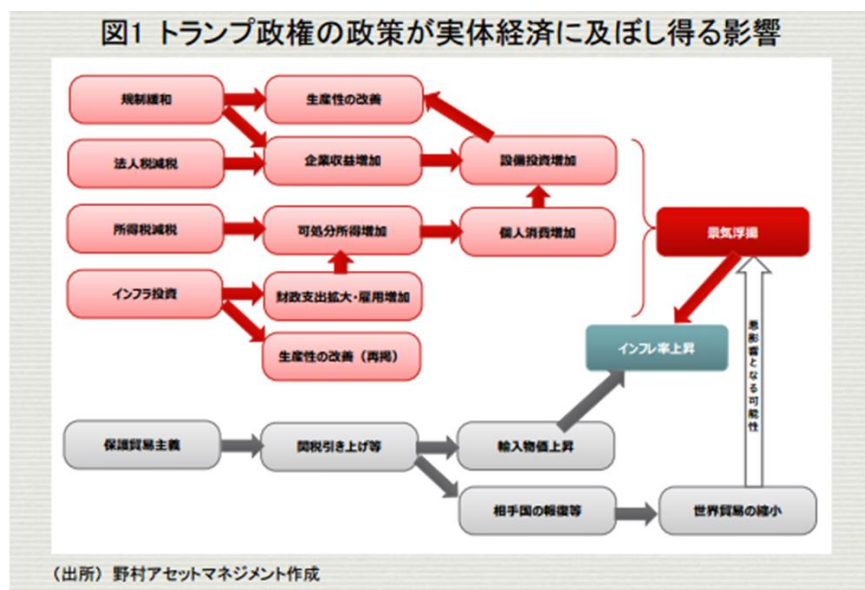 図1 トランプ政権の政策が実体経済に及ぼし得る影響
規制緩和
生産性の改善
法人税減税
企業収益増加
設備投資増加
所得税減税
可処分所得増加
個人消費増加
景気浮揚
インフラ投資
財政支出拡大・雇用増加
生産性の改善（再掲）
インフレ率上昇
悪影響となる可能性
保護貿易主義
関税引き上げ等
輸入物価上昇
相手国の報復等
世界貿易の縮小
（出所） 野村アセットマネジメント作成